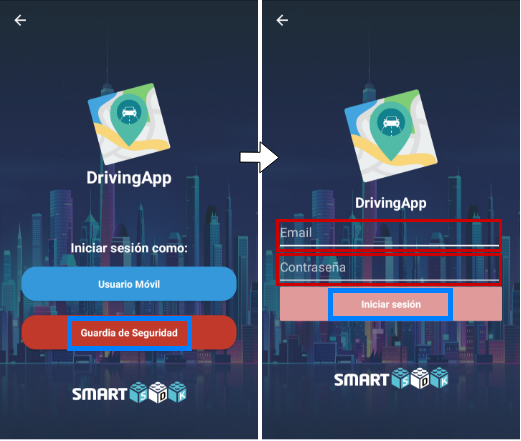 DrivingApp
Iniciar sesión como:
Usuario Móvil
Guardia de Seguridad
SMART SDK
DrivingApp
Email
Contraseña
Iniciar sesión
SMART SDK